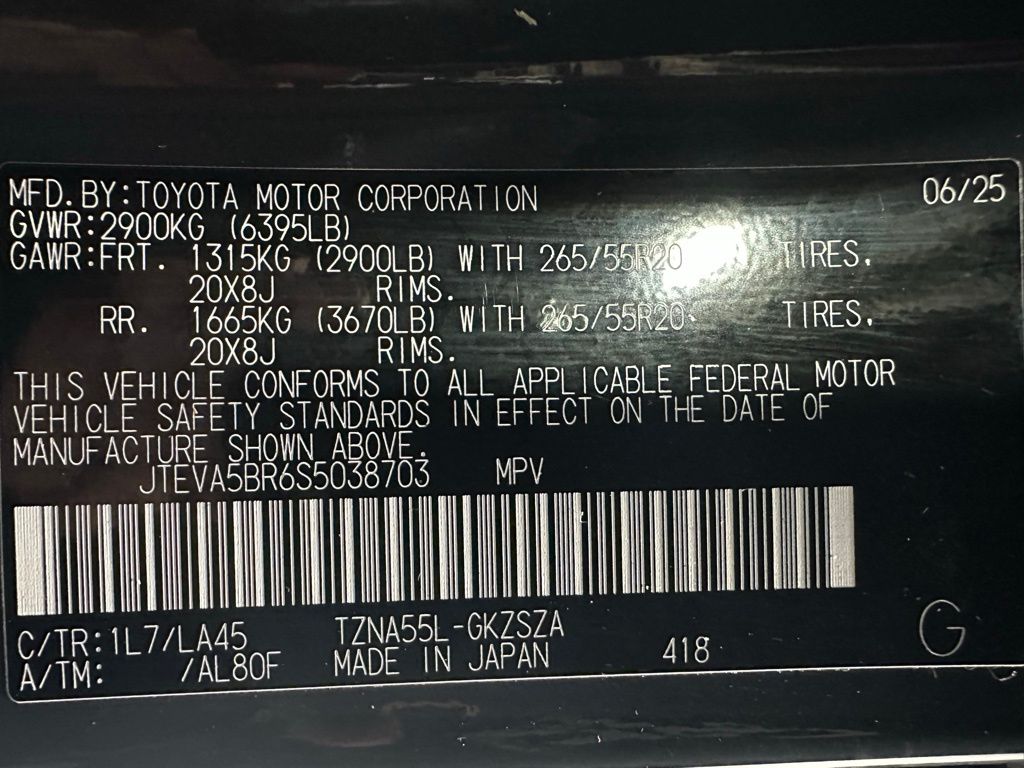 MFD. BY: TOYOTA MOTOR CORPORATION 06/25
GVWR: 2900KG (6395LB)
GAWR: FRT. 1315KG (2900LB) WITH 265/55R20 TIRES.
20X8J RIMS.
RR. 1665KG (3670LB) WITH 265/55R20 TIRES.
20X8J RIMS.
THIS VEHICLE CONFORMS TO ALL APPLICABLE FEDERAL MOTOR
VEHICLE SAFETY STANDARDS IN EFFECT ON THE DATE OF
MANUFACTURE SHOWN ABOVE.
JTEVA5BR6S5038703 MPV
C/TR: 1L7/LA45 TZNA55L-GKZSZA
A/TM: /AL80F MADE IN JAPAN 418 G